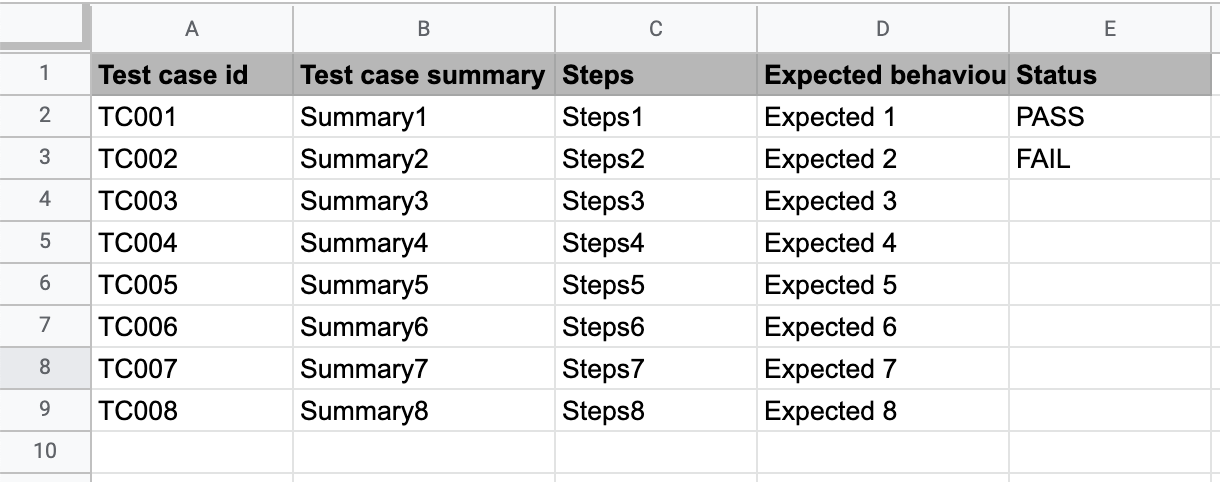 A B C D E
1 Test case id Test case summary Steps Expected behaviou Status
2 TC001 Summary1 Steps1 Expected 1 PASS
3 TC002 Summary2 Steps2 Expected 2 FAIL
4 TC003 Summary3 Steps3 Expected 3
5 TC004 Summary4 Steps4 Expected 4
6 TC005 Summary5 Steps5 Expected 5
7 TC006 Summary6 Steps6 Expected 6
8 TC007 Summary7 Steps7 Expected 7
9 TC008 Summary8 Steps8 Expected 8
10